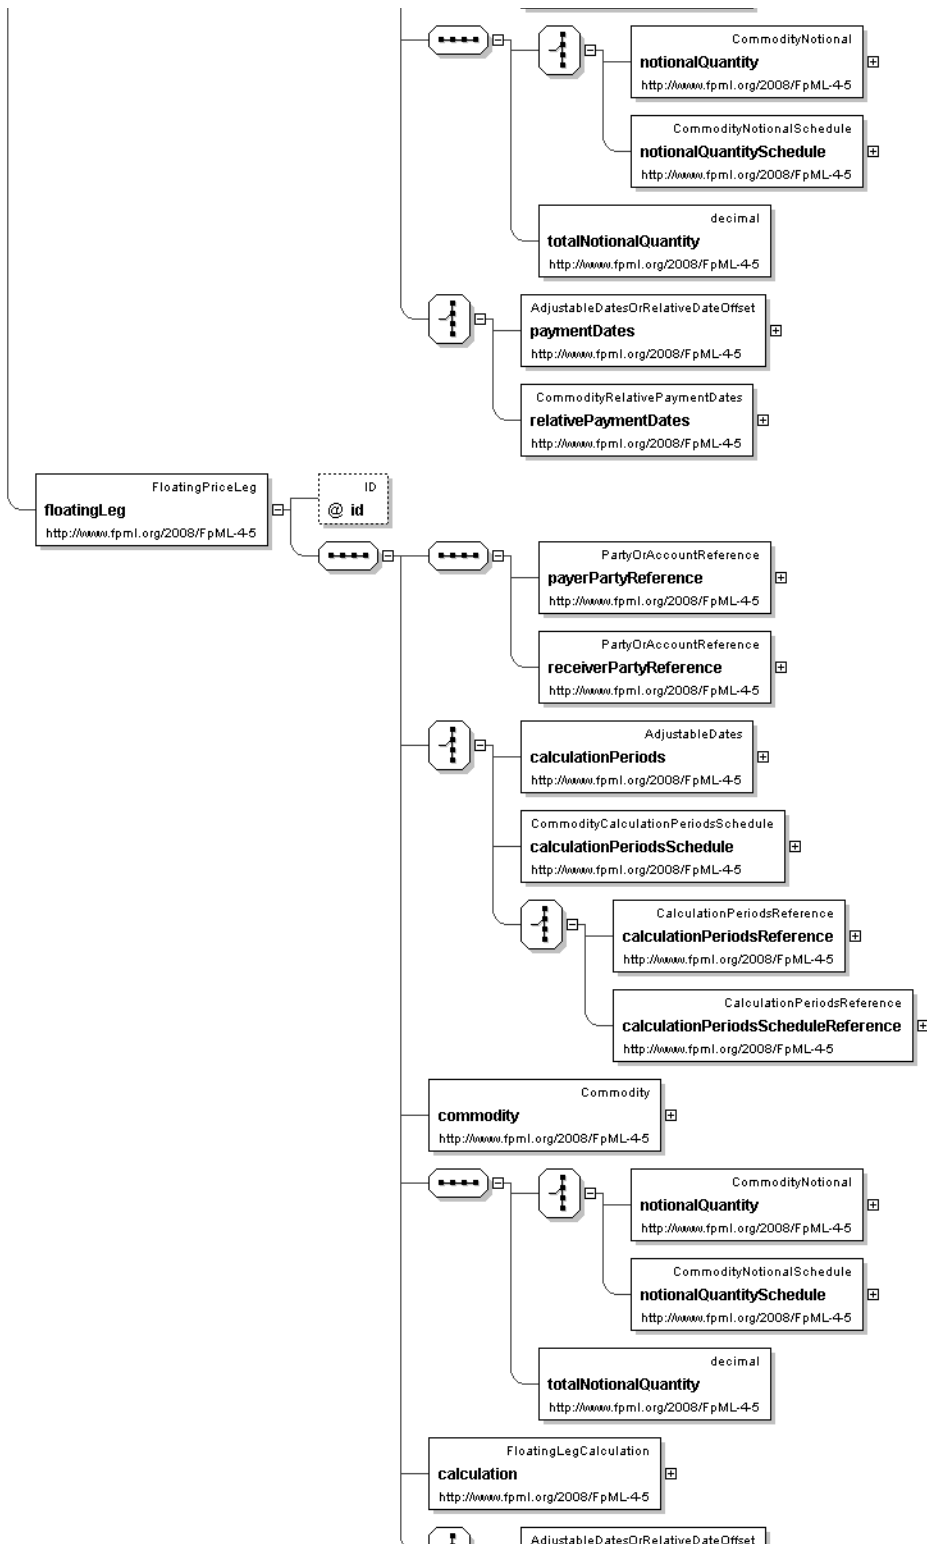 CommodityNotional
notionalQuantity
http://www.fpml.org/2008/FpML-4-5
CommodityNotionalSchedule
notionalQuantitySchedule
http://www.fpml.org/2008/FpML-4-5
decimal
totalNotionalQuantity
http://www.fpml.org/2008/FpML-4-5
AdjustableDatesOrRelativeDateOffset
paymentDates
http://www.fpml.org/2008/FpML-4-5
CommodityRelativePaymentDates
relativePaymentDates
http://www.fpml.org/2008/FpML-4-5
FloatingPriceLeg
floatingLeg
http://www.fpml.org/2008/FpML-4-5
ID
@ id
PartyOrAccountReference
payerPartyReference
http://www.fpml.org/2008/FpML-4-5
PartyOrAccountReference
receiverPartyReference
http://www.fpml.org/2008/FpML-4-5
AdjustableDates
calculationPeriods
http://www.fpml.org/2008/FpML-4-5
CommodityCalculationPeriodsSchedule
calculationPeriodsSchedule
http://www.fpml.org/2008/FpML-4-5
CalculationPeriodsReference
calculationPeriodsReference
http://www.fpml.org/2008/FpML-4-5
CalculationPeriodsReference
calculationPeriodsScheduleReference
http://www.fpml.org/2008/FpML-4-5
Commodity
commodity
http://www.fpml.org/2008/FpML-4-5
CommodityNotional
notionalQuantity
http://www.fpml.org/2008/FpML-4-5
CommodityNotionalSchedule
notionalQuantitySchedule
http://www.fpml.org/2008/FpML-4-5
decimal
totalNotionalQuantity
http://www.fpml.org/2008/FpML-4-5
FloatingLegCalculation
calculation
http://www.fpml.org/2008/FpML-4-5
AdjustableDatesOrRelativeDateOffset